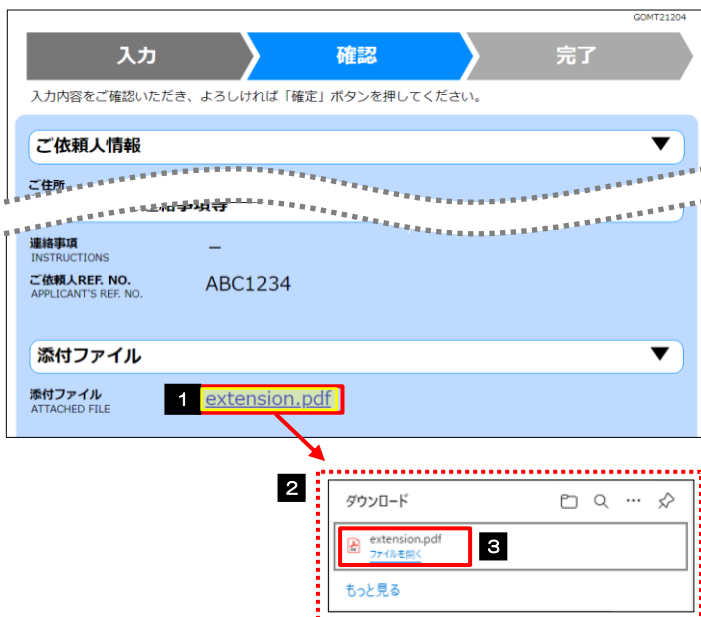 GOMT21204
入力
確認
完了
入力内容をご確認いただき、よろしければ「確定」ボタンを押してください。
ご依頼人情報
▼
ご住所
連絡事項等
連絡事項
INSTRUCTIONS
–
ご依頼人REF. NO.
APPLICANT'S REF. NO.
ABC1234
添付ファイル
▼
添付ファイル
ATTACHED FILE
1
extension.pdf
2
ダウンロード
extension.pdf
ファイルを開く
3
もっと見る